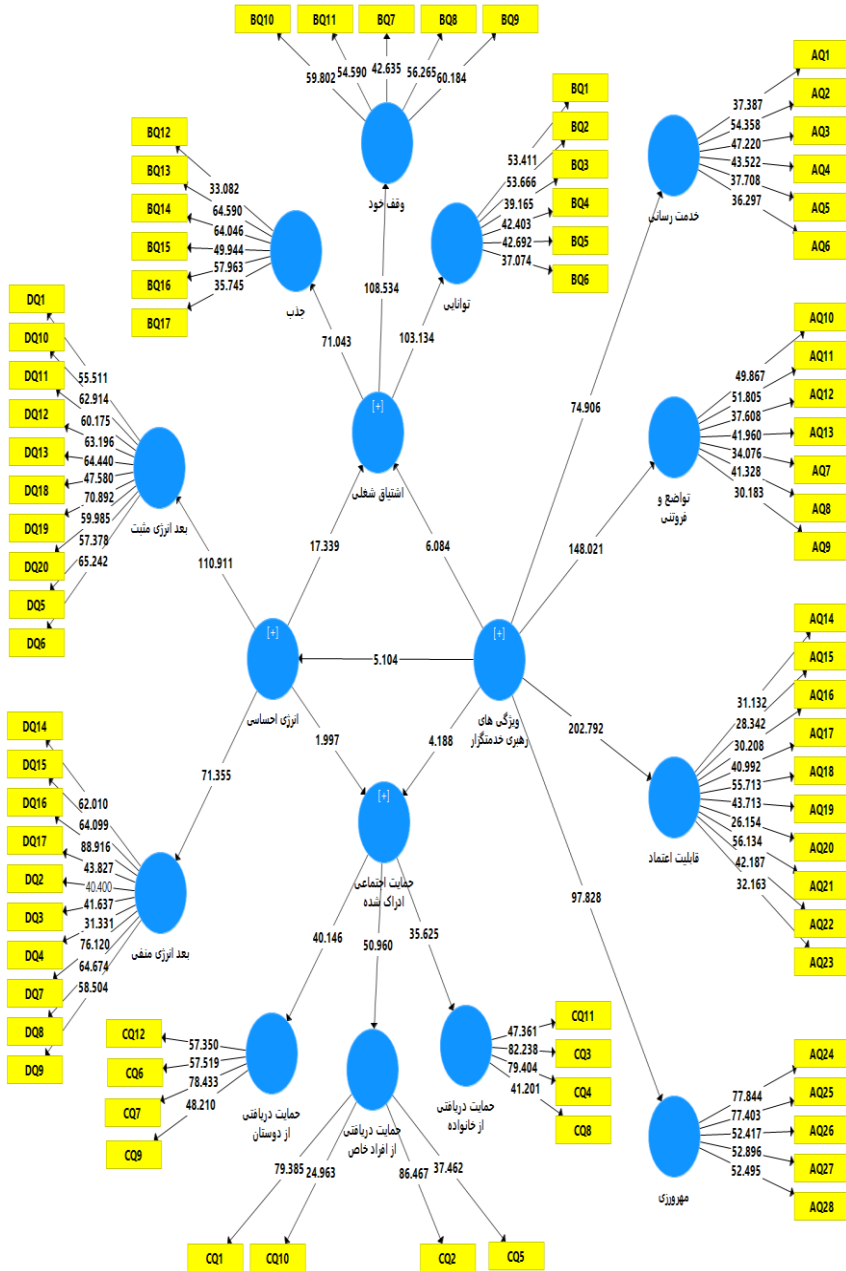 BQ10
BQ11
BQ7
BQ8
BQ9
59.802
54.590
42.635
56.265
60.184
وقف خود
BQ12
BQ13
BQ14
BQ15
BQ16
BQ17
33.082
64.590
64.046
49.944
57.963
35.745
جذب
BQ1
BQ2
BQ3
BQ4
BQ5
BQ6
53.411
53.666
39.165
42.403
42.692
37.074
توانایی
AQ1
AQ2
AQ3
AQ4
AQ5
AQ6
37.387
54.358
47.220
43.522
37.708
36.297
خدمت رسانی
71.043
108.534
103.134
[+]
اشتیاق شغلی
DQ1
DQ10
DQ11
DQ12
DQ13
DQ18
DQ19
DQ20
DQ5
DQ6
55.511
62.914
60.175
63.196
64.440
47.580
70.892
59.985
57.378
65.242
بعد انرژی مثبت
AQ10
AQ11
AQ12
AQ13
AQ7
AQ8
AQ9
49.867
51.805
37.608
41.960
34.076
41.328
30.183
تواضع و
فروتنی
74.906
148.021
110.911
17.339
6.084
[+]
انرژی احساسی
5.104
[+]
ویژگی های
رهبری خدمتگزار
202.792
71.355
1.997
4.188
97.828
AQ14
AQ15
AQ16
AQ17
AQ18
AQ19
AQ20
AQ21
AQ22
AQ23
31.132
28.342
30.208
40.992
55.713
43.713
26.154
56.134
42.187
32.163
قابلیت اعتماد
DQ14
DQ15
DQ16
DQ17
DQ2
DQ3
DQ4
DQ7
DQ8
DQ9
62.010
64.099
88.916
43.827
40.400
41.637
31.331
76.120
64.674
58.504
بعد انرژی منفی
[+]
حمایت اجتماعی
ادراک شده
40.146
50.960
35.625
CQ12
CQ6
CQ7
CQ9
57.350
57.519
78.433
48.210
حمایت دریافتی
از دوستان
حمایت دریافتی
از افراد خاص
79.385
24.963
86.467
37.462
CQ1
CQ10
CQ2
CQ5
CQ11
CQ3
CQ4
CQ8
47.361
82.238
79.404
41.201
حمایت دریافتی
از خانواده
AQ24
AQ25
AQ26
AQ27
AQ28
77.844
77.403
52.417
52.896
52.495
مهرورزی